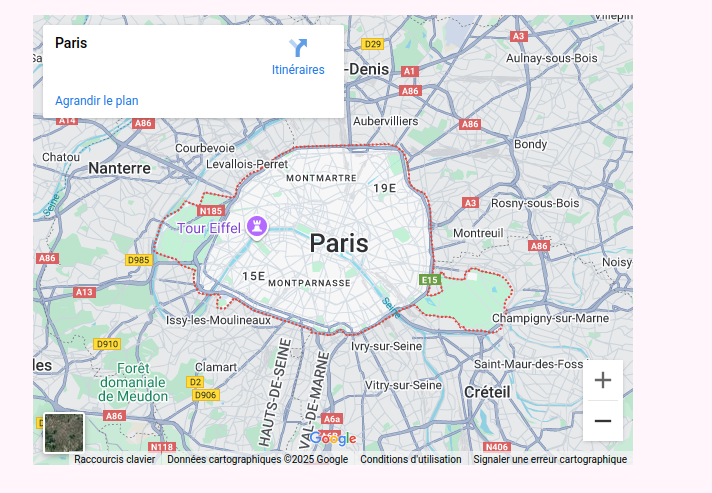 Villepin
Paris
Itinéraires
Agrandir le plan
D29
A3
-Denis
A1
Aulnay-sous-Bois
A86
Aubervilliers
A14
A86
A86
Courbevoie
Bondy
Chatou
Nanterre
Levallois-Perret
MONTMARTRE
19E
Seine
N185
A3
Rosny-sous-Bois
Tour Eiffel
Paris
Montreuil
A86
A86
D985
Noisy
15E
MONTPARNASSE
E15
A13
Seine
Issy-les-Moulineaux
Champigny-sur-Marne
D910
Ivry-sur-Seine
les
Forêt
domaniale
de Meudon
Clamart
Saint-Maur-des-Foss
D2
D906
HAUTS-DE-SEINE
VAL-DE-MARNE
Vitry-sur-Seine
Créteil
A86
A6a
Google
N118
N406
Raccourcis clavier
Données cartographiques ©2025 Google
Conditions d'utilisation
Signaler une erreur cartographique